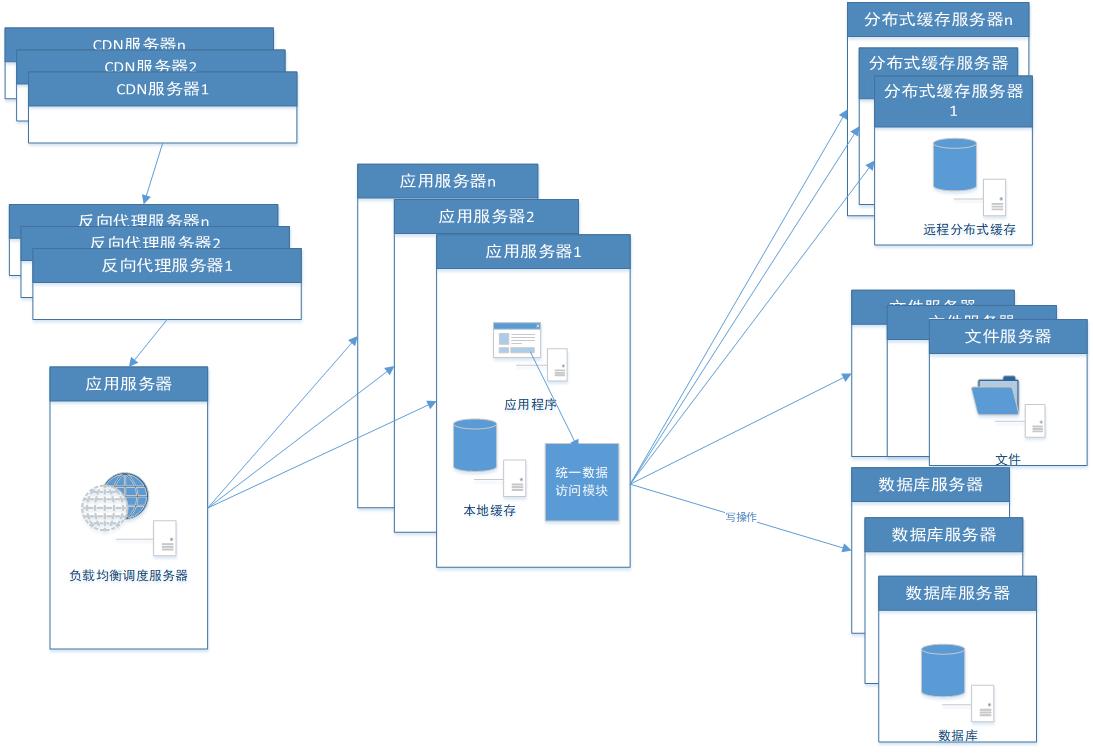 CDN服务器n
CDN服务器2
CDN服务器1
反向代理服务器n
反向代理服务器2
反向代理服务器1
应用服务器
负载均衡调度服务器
应用服务器n
应用服务器2
应用服务器1
应用程序
本地缓存
统一数据
访问模块
写操作
分布式缓存服务器n
分布式缓存服务器
分布式缓存服务器
1
远程分布式缓存
文件服务器
文件服务器
文件服务器
文件
数据库服务器
数据库服务器
数据库服务器
数据库